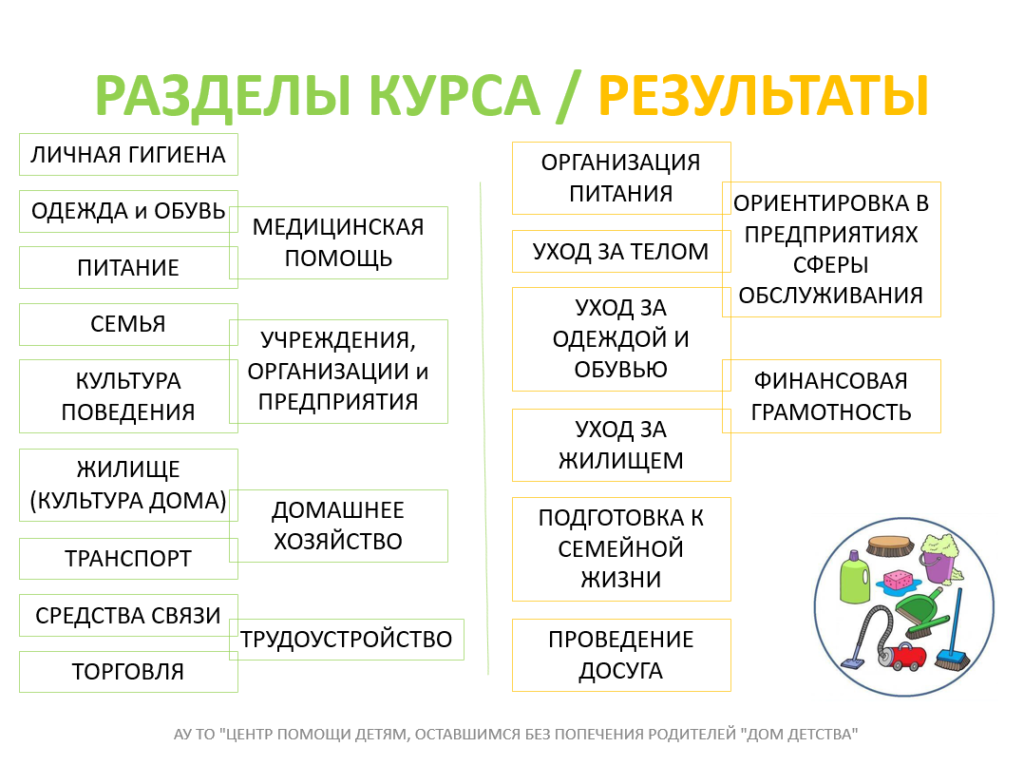 РАЗДЕЛЫ КУРСА / РЕЗУЛЬТАТЫ
ЛИЧНАЯ ГИГИЕНА
ОДЕЖДА и ОБУВЬ
ПИТАНИЕ
СЕМЬЯ
КУЛЬТУРА
ПОВЕДЕНИЯ
ЖИЛИЩЕ
(КУЛЬТУРА ДОМА)
ТРАНСПОРТ
СРЕДСТВА СВЯЗИ
ТОРГОВЛЯ
МЕДИЦИНСКАЯ
ПОМОЩЬ
УЧРЕЖДЕНИЯ,
ОРГАНИЗАЦИИ и
ПРЕДПРИЯТИЯ
ДОМАШНЕЕ
ХОЗЯЙСТВО
ТРУДОУСТРОЙСТВО
ОРГАНИЗАЦИЯ
ПИТАНИЯ
УХОД ЗА ТЕЛОМ
УХОД ЗА
ОДЕЖДОЙ И
ОБУВЬЮ
УХОД ЗА
ЖИЛИЩЕМ
ПОДГОТОВКА К
СЕМЕЙНОЙ
ЖИЗНИ
ПРОВЕДЕНИЕ
ДОСУГА
ОРИЕНТИРОВКА В
ПРЕДПРИЯТИЯХ
СФЕРЫ
ОБСЛУЖИВАНИЯ
ФИНАНСОВАЯ
ГРАМОТНОСТЬ
АУ ТО "ЦЕНТР ПОМОЩИ ДЕТЯМ, ОСТАВШИМСЯ БЕЗ ПОПЕЧЕНИЯ РОДИТЕЛЕЙ "ДОМ ДЕТСТВА"